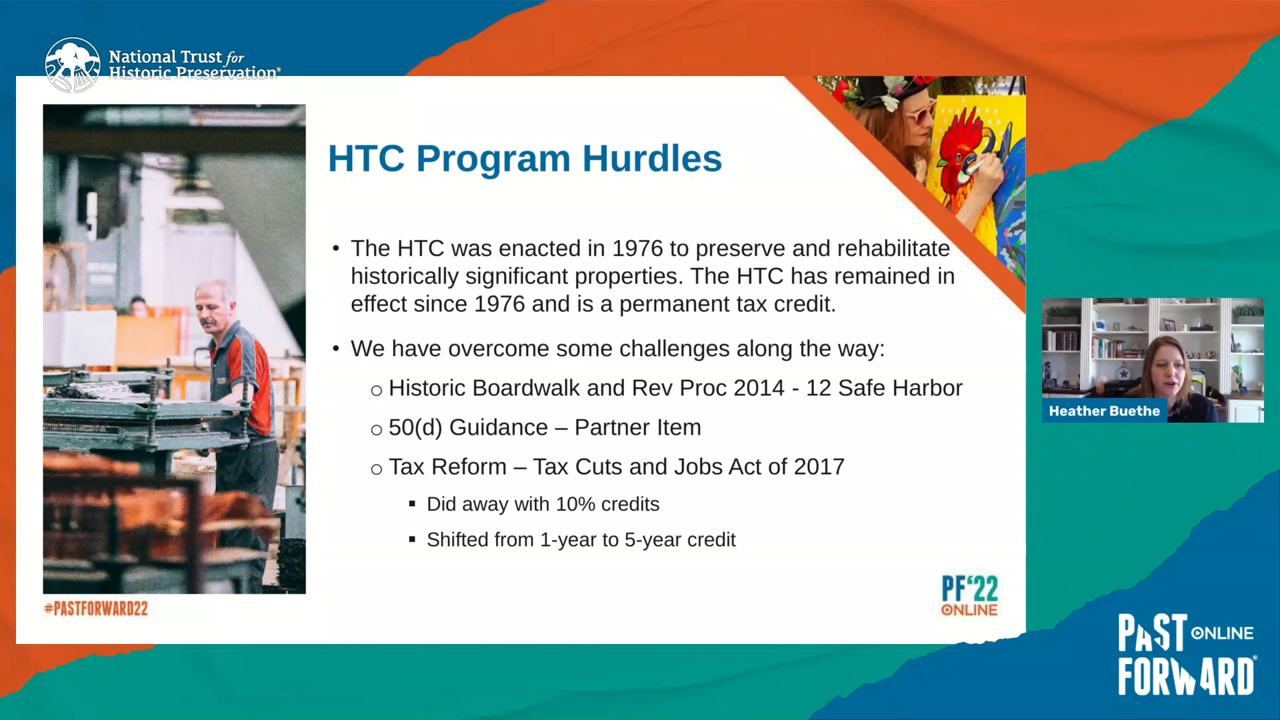 National Trust for
Historic Preservation®
HTC Program Hurdles
• The HTC was enacted in 1976 to preserve and rehabilitate
historically significant properties. The HTC has remained in
effect since 1976 and is a permanent tax credit.
• We have overcome some challenges along the way:
o Historic Boardwalk and Rev Proc 2014 - 12 Safe Harbor
o 50(d) Guidance – Partner Item
o Tax Reform – Tax Cuts and Jobs Act of 2017
▪ Did away with 10% credits
▪ Shifted from 1-year to 5-year credit
#PASTFORWARD22
PF‘22
ONLINE
Heather Buethe
PAST ONLINE
FORWARD®